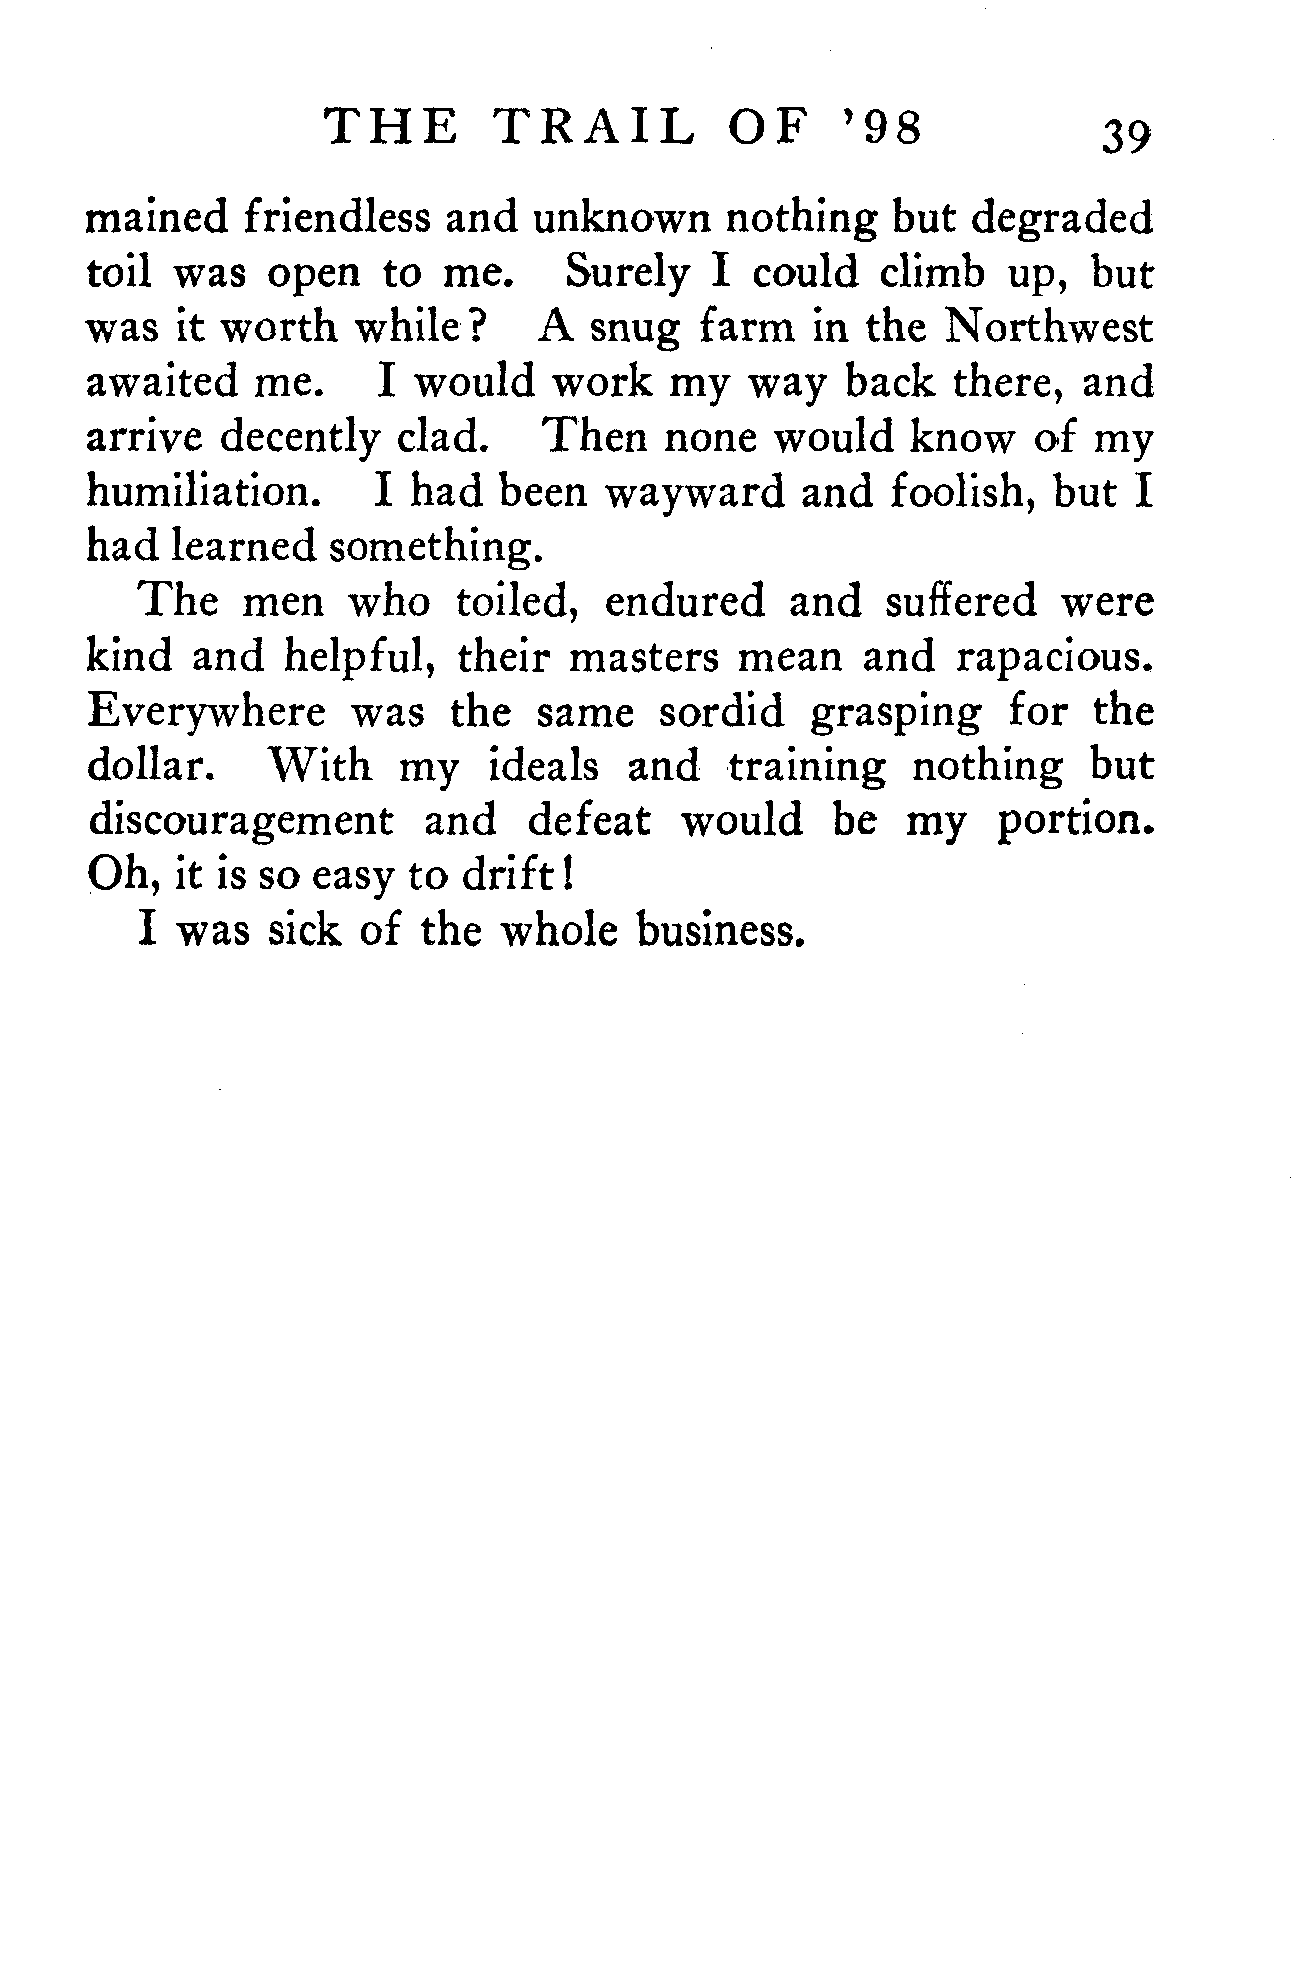 THE TRAIL OF '98 39
mained friendless and unknown nothing but degraded
toil was open to me. Surely I could climb up, but
was it worth while? A snug farm in the Northwest
awaited me. I would work my way back there, and
arrive decently clad. Then none would know of my
humiliation. I had been wayward and foolish, but I
had learned something.
The men who toiled, endured and suffered were
kind and helpful, their masters mean and rapacious.
Everywhere was the same sordid grasping for the
dollar. With my ideals and training nothing but
discouragement and defeat would be my portion.
Oh, it is so easy to drift!
I was sick of the whole business.